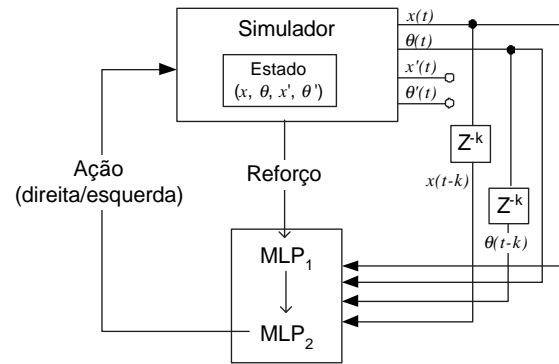 Simulador
Estado
(x, θ, x', θ')
x(t)
θ(t)
x'(t)
θ'(t)
Z-k
x(t-k)
Z-k
θ(t-k)
Ação
(direita/esquerda)
Reforço
MLP1
MLP2